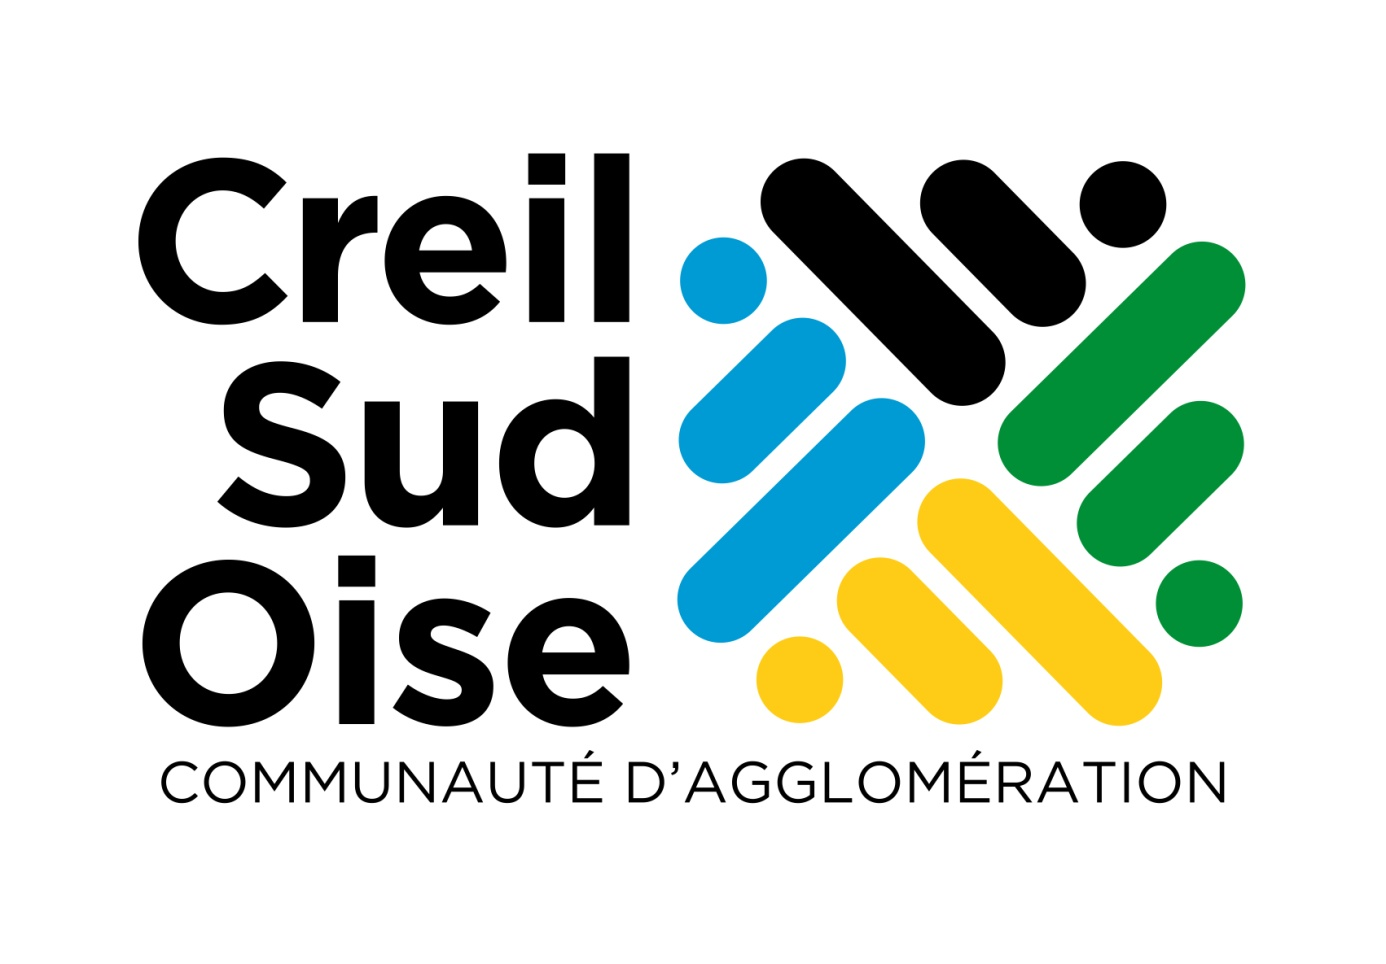 Creil
Sud
Oise
COMMUNAUTÉ D’AGGLOMÉRATION